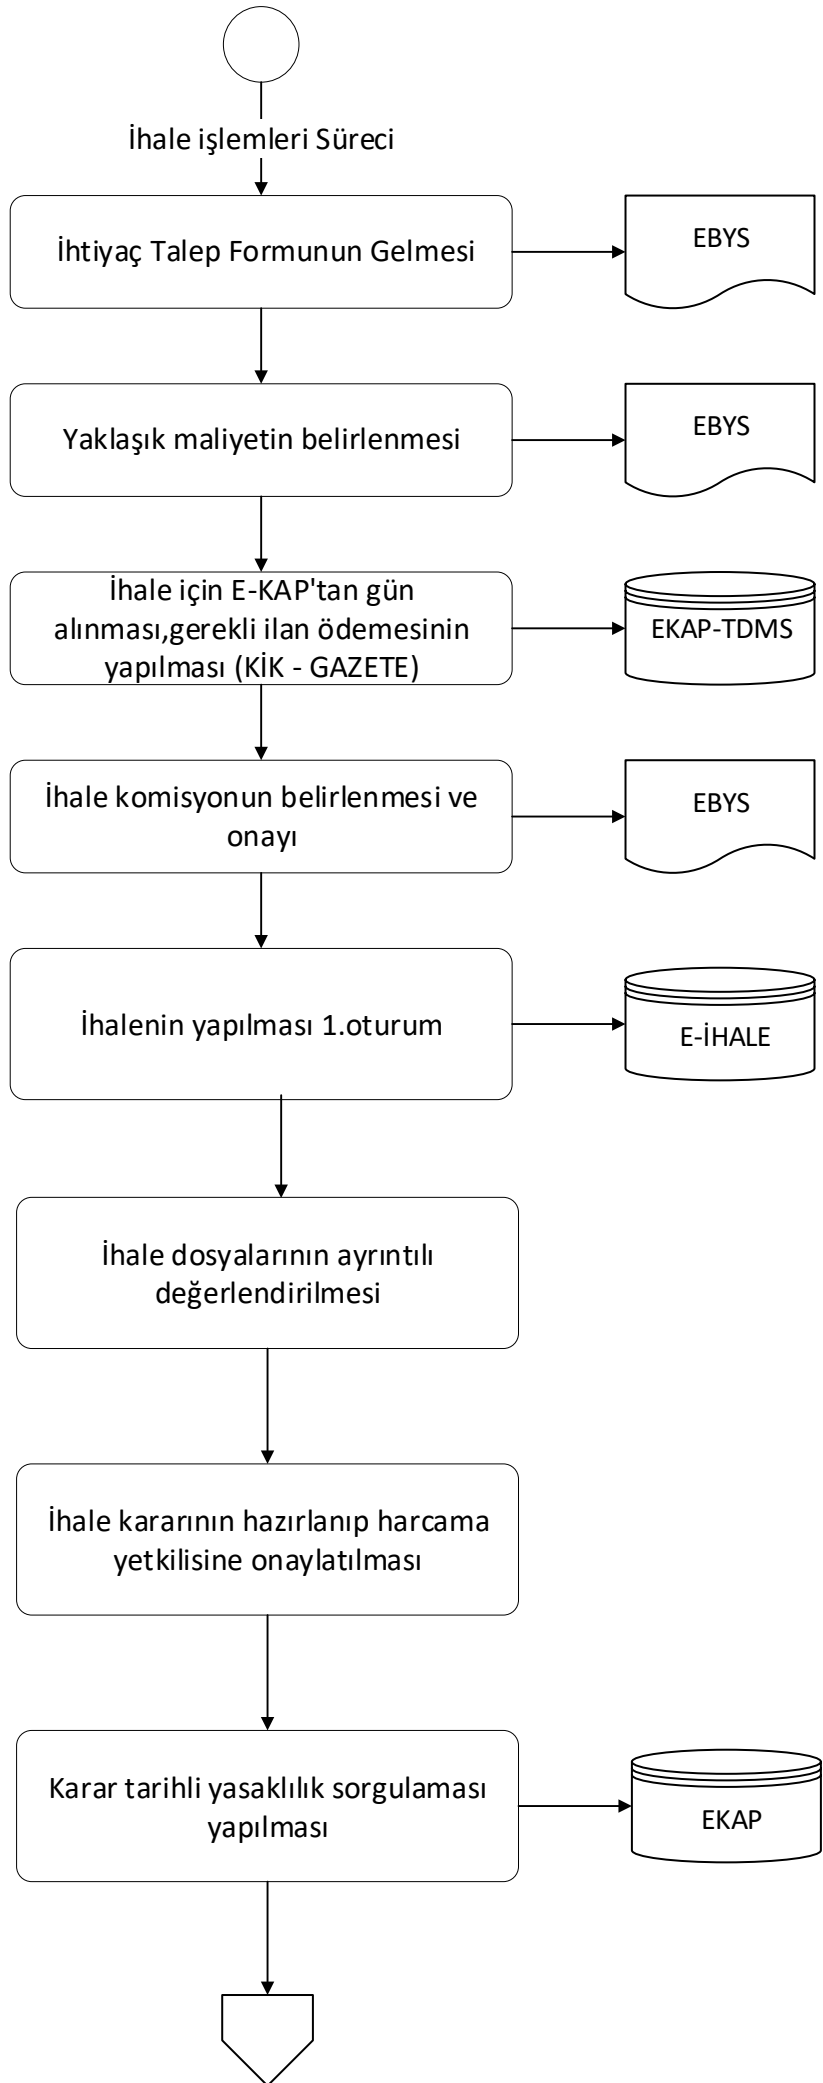 İhale işlemleri Süreci
İhtiyaç Talep Formunun Gelmesi
EBYS
Yaklaşık maliyetin belirlenmesi
EBYS
İhale için E-KAP'tan gün
alınması,gerekli ilan ödemesinin
yapılması (KİK - GAZETE)
EKAP-TDMS
İhale komisyonun belirlenmesi ve
onayı
EBYS
İhalenin yapılması 1.oturum
E-İHALE
İhale dosyalarının ayrıntılı
değerlendirilmesi
İhale kararının hazırlanıp harcama
yetkilisine onaylatılması
Karar tarihli yasaklılık sorgulaması
yapılması
EKAP